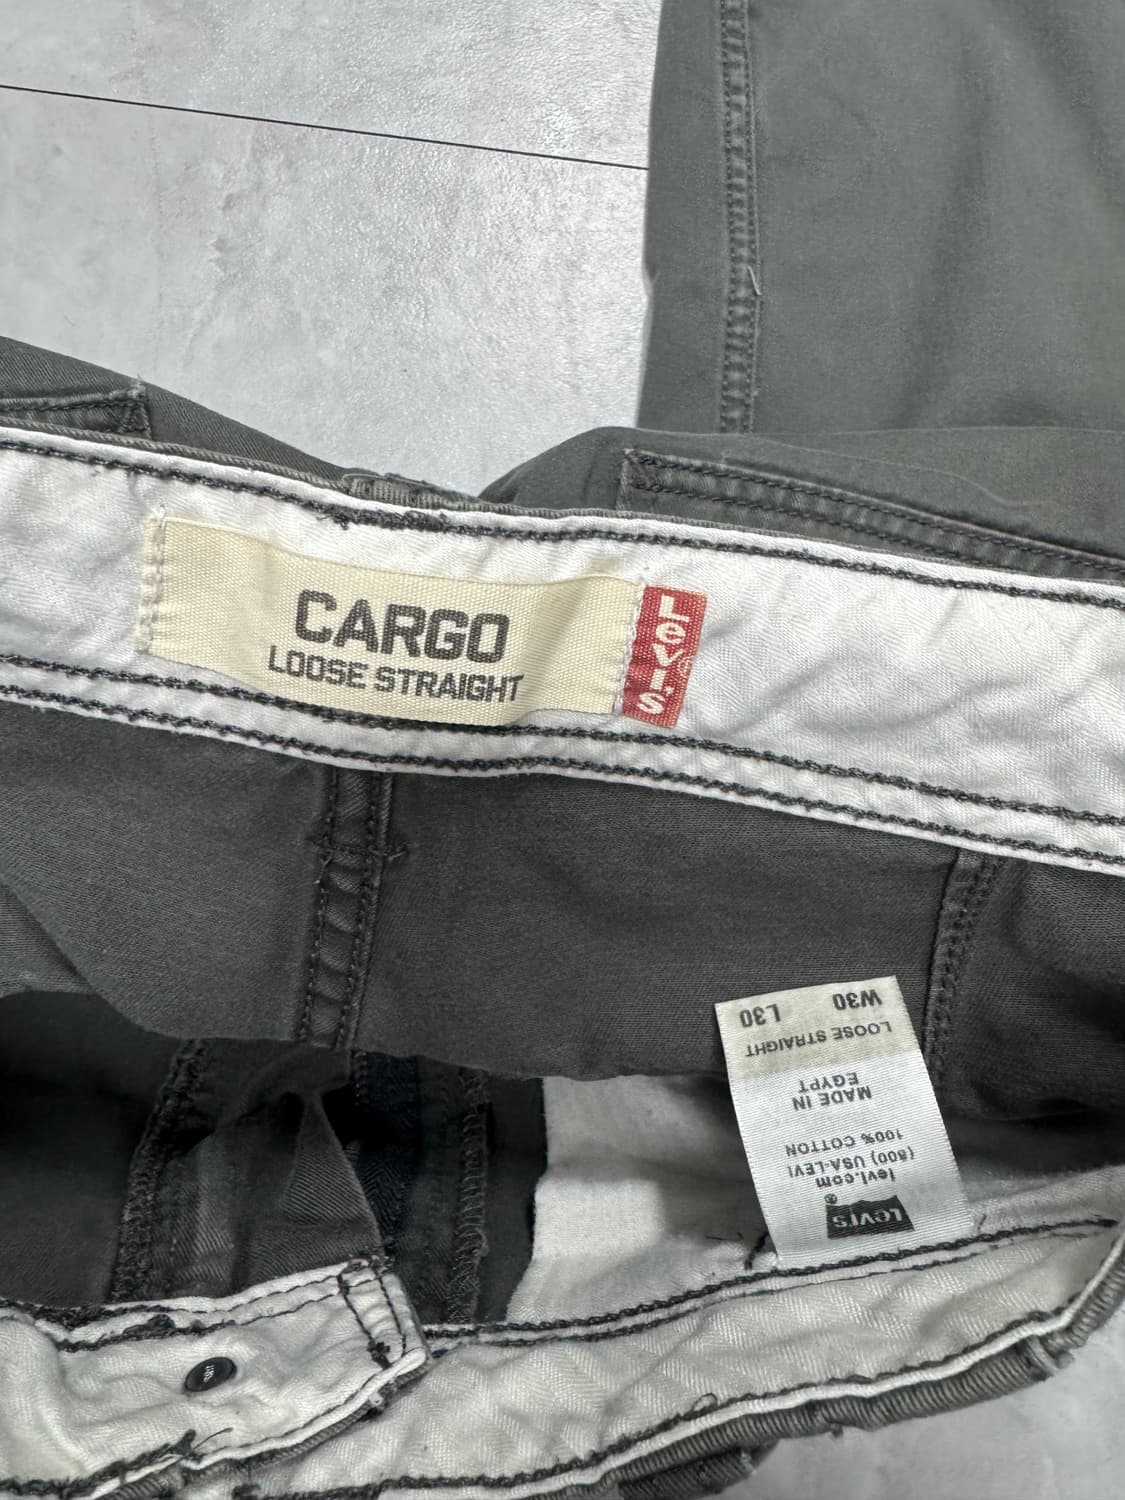 CARGO
LOOSE STRAIGHT
Levi's
Levi's
®
levi.com
(800) USA-LEVI
100% COTTON
MADE IN
EGYPT
LOOSE STRAIGHT
W30 L30